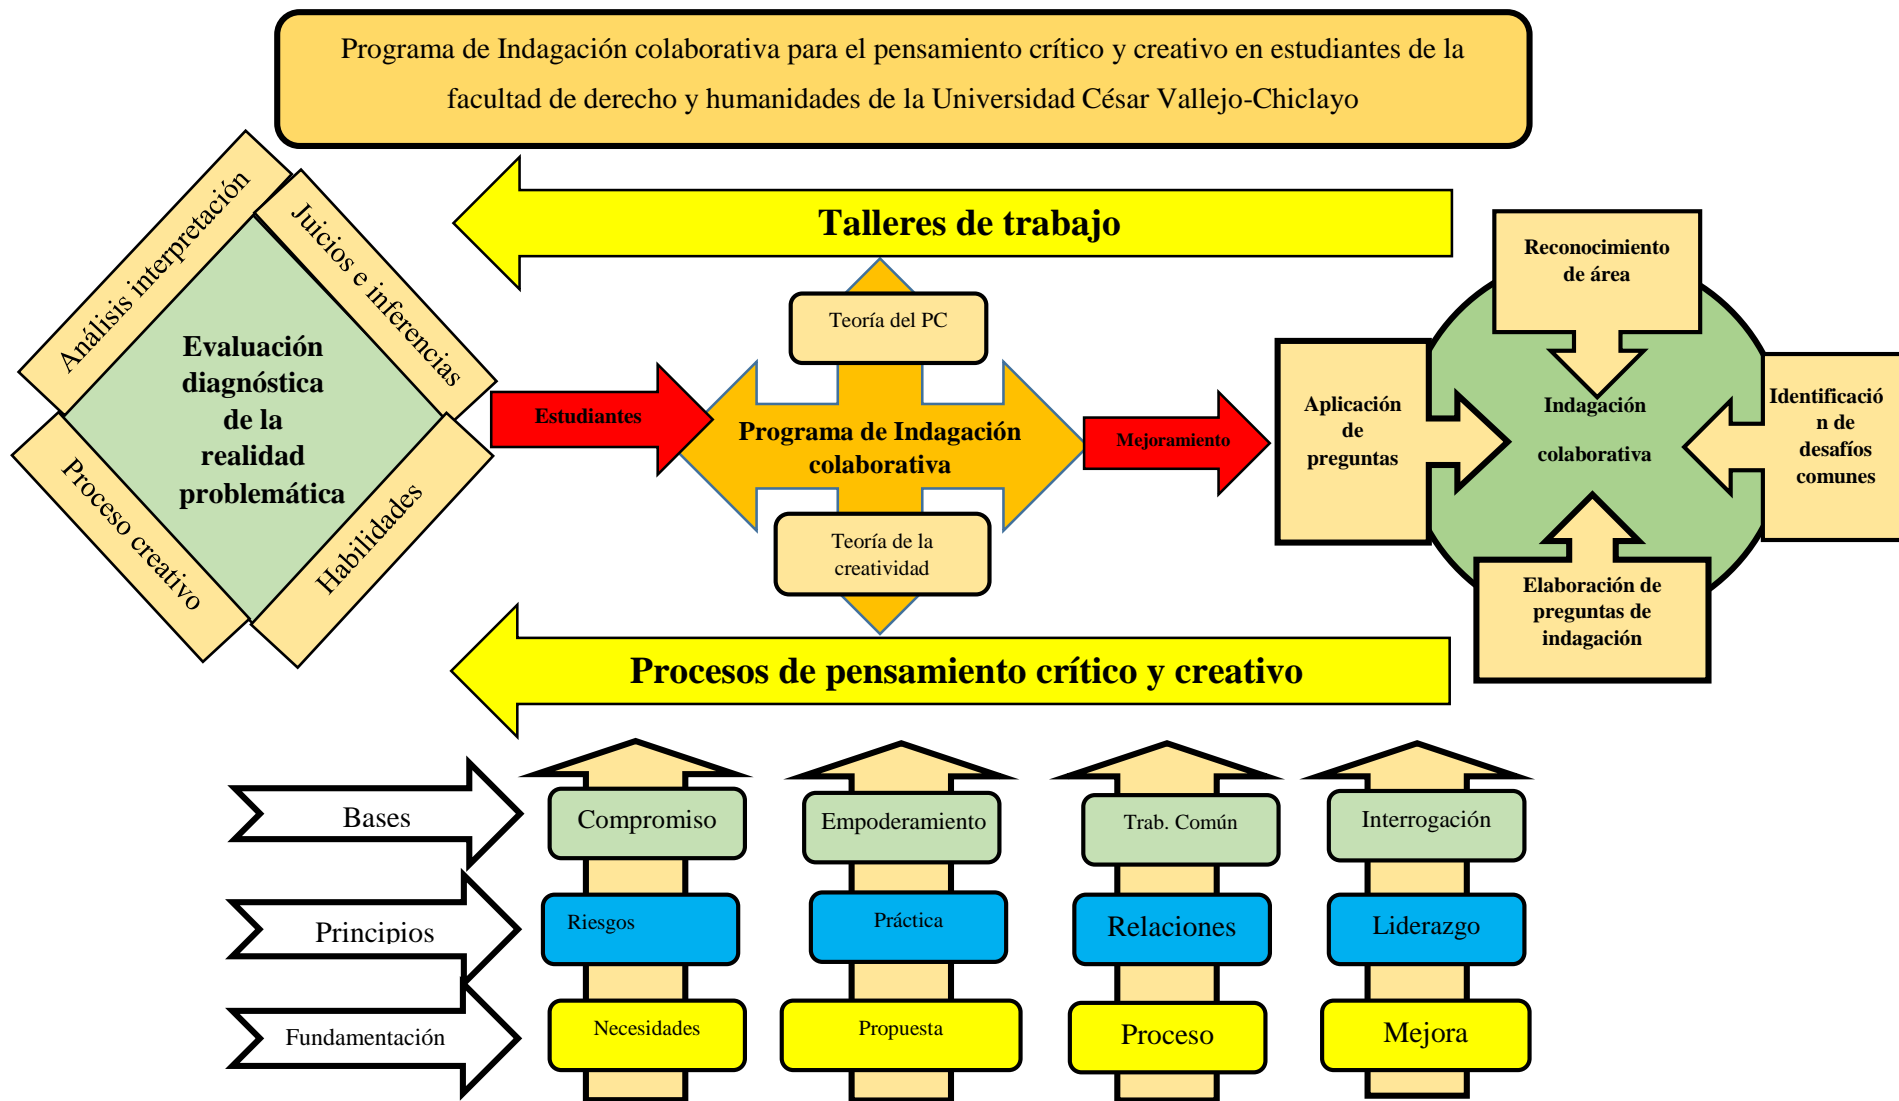 Programa de Indagación colaborativa para el pensamiento crítico y creativo en estudiantes de la
facultad de derecho y humanidades de la Universidad César Vallejo-Chiclayo
Talleres de trabajo
Análisis interpretación
Juicios e inferencias
Evaluación
diagnóstica
de la
realidad
problemática
Proceso creativo
Habilidades
Estudiantes
Teoría del PC
Programa de Indagación
colaborativa
Teoría de la
creatividad
Mejoramiento
Reconocimiento
de área
Aplicación
de
preguntas
Indagación
colaborativa
Identificació
n de
desafíos
comunes
Elaboración de
preguntas de
indagación
Procesos de pensamiento crítico y creativo
Bases
Compromiso
Empoderamiento
Trab. Común
Interrogación
Principios
Riesgos
Práctica
Relaciones
Liderazgo
Fundamentación
Necesidades
Propuesta
Proceso
Mejora